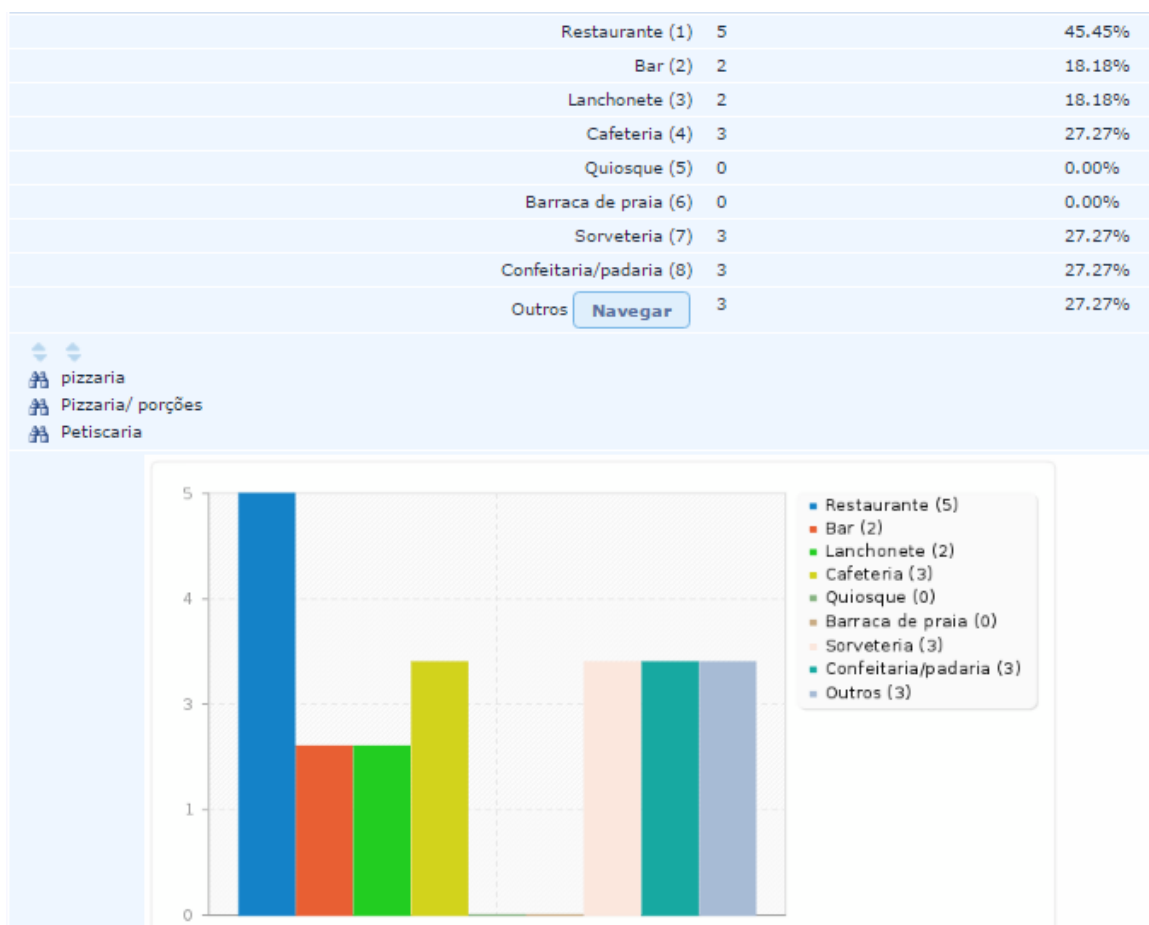 Restaurante (1) 5 45.45%
Bar (2) 2 18.18%
Lanchonete (3) 2 18.18%
Cafeteria (4) 3 27.27%
Quiosque (5) 0 0.00%
Barraca de praia (6) 0 0.00%
Sorveteria (7) 3 27.27%
Confeitaria/padaria (8) 3 27.27%
Outros Navegar 3 27.27%
pizzaria
Pizzaria/ porções
Petiscaria
5
4
3
1
0
Restaurante (5)
Bar (2)
Lanchonete (2)
Cafeteria (3)
Quiosque (0)
Barraca de praia (0)
Sorveteria (3)
Confeitaria/padaria (3)
Outros (3)